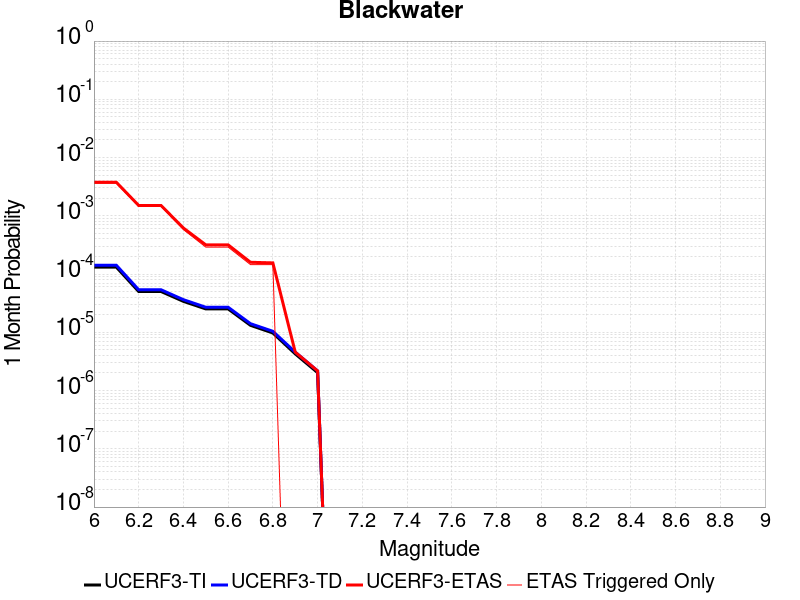 Blackwater
10^0
10^-1
10^-2
10^-3
10^-4
10^-5
10^-6
10^-7
10^-8
1 Month Probability
6 6.2 6.4 6.6 6.8 7 7.2 7.4 7.6 7.8 8 8.2 8.4 8.6 8.8 9
Magnitude
UCERF3-TI UCERF3-TD UCERF3-ETAS ETAS Triggered Only